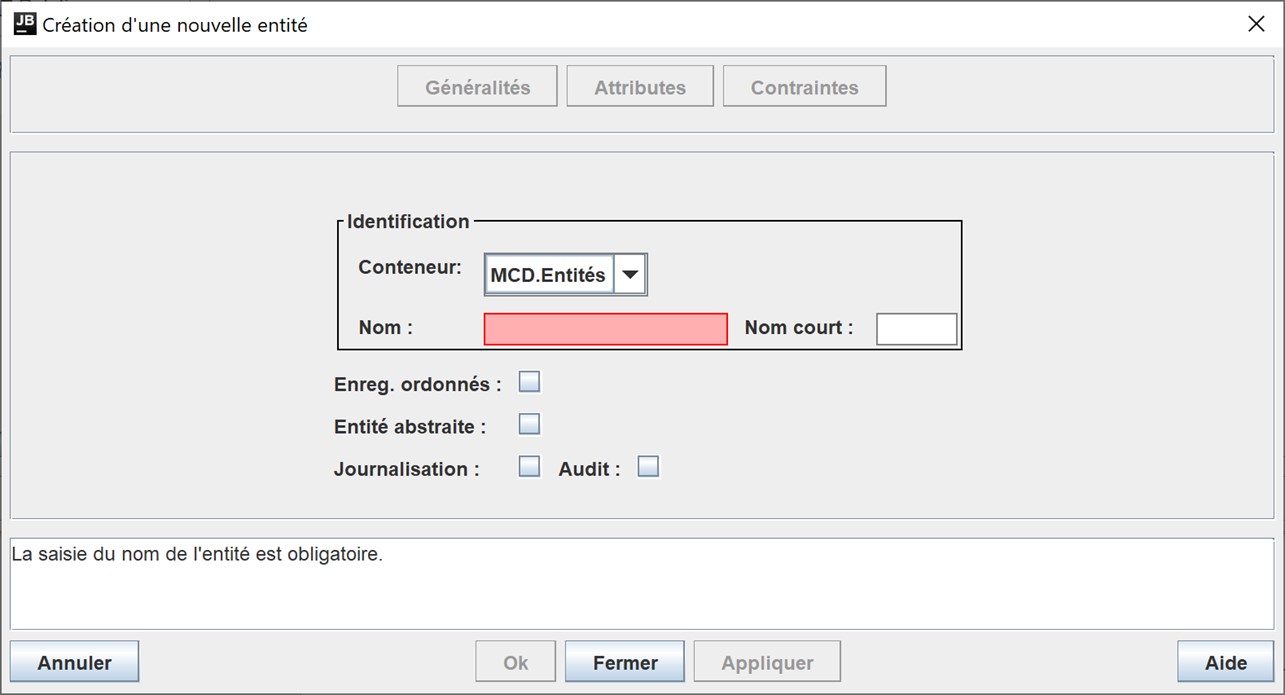 JB Création d'une nouvelle entité
Généralités Attributes Contraintes
Identification
Conteneur: MCD.Entités
Nom : Nom court :
Enreg. ordonnés :
Entité abstraite :
Journalisation : Audit :
La saisie du nom de l'entité est obligatoire.
Annuler Ok Fermer Appliquer Aide